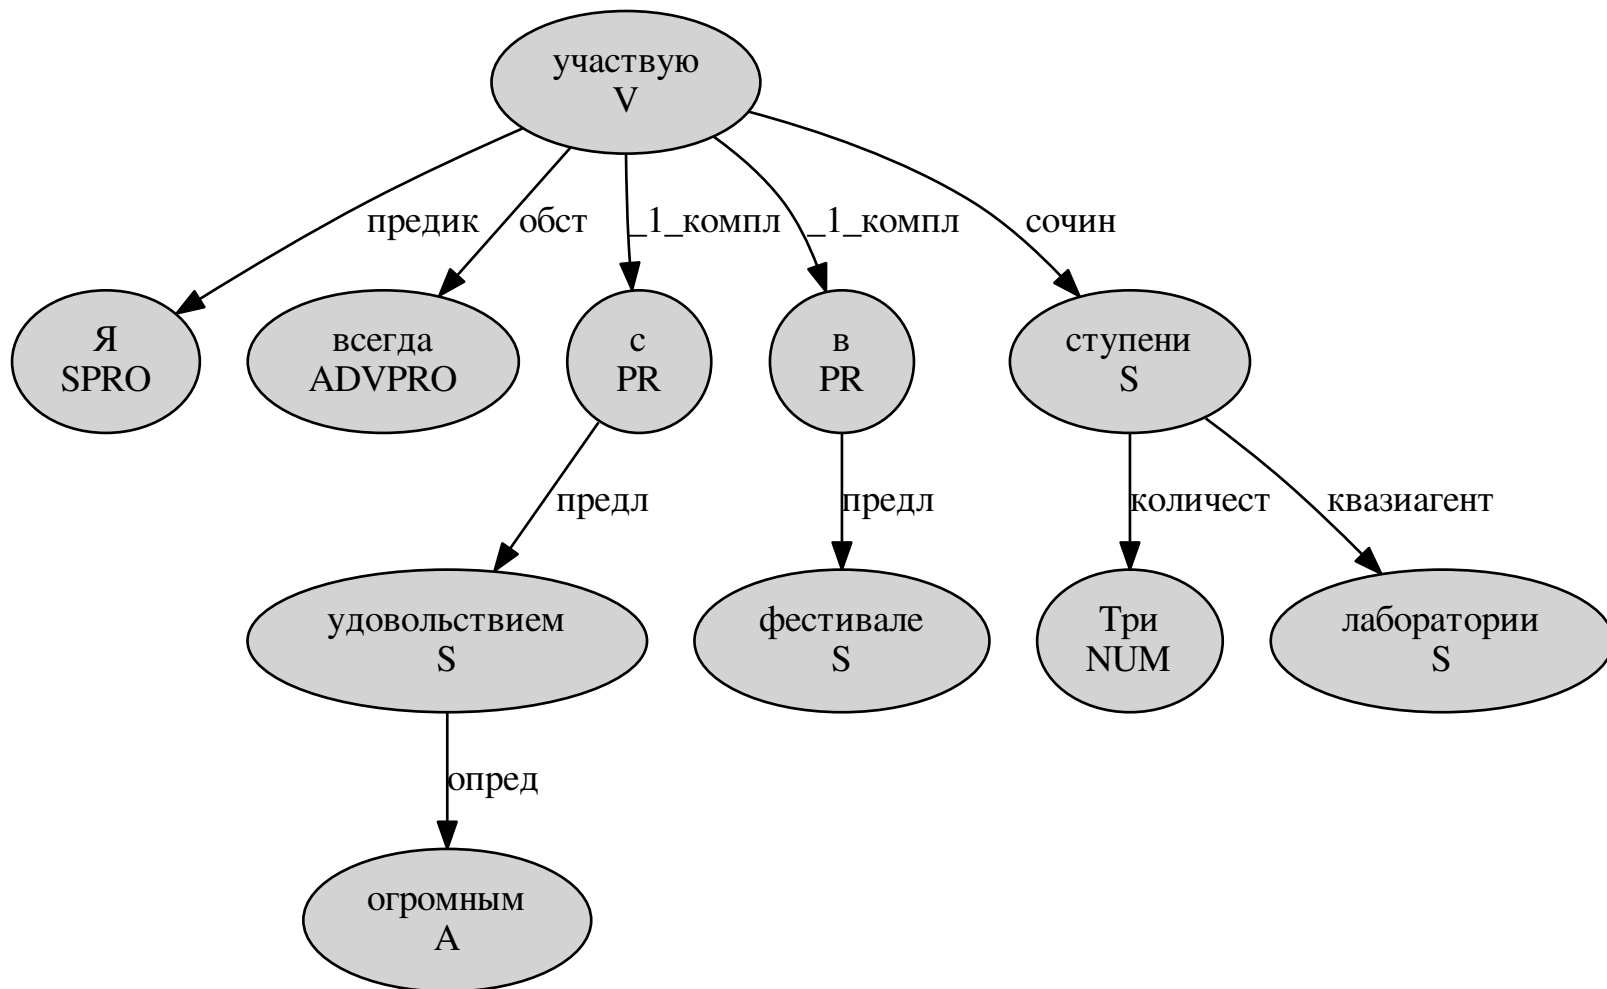 участвую
V
предик
обст
_1_компл
_1_компл
сочин
Я
SPRO
всегда
ADVPRO
с
PR
в
PR
ступени
S
предл
предл
количест
квазиагент
удовольствием
S
фестивале
S
Три
NUM
лаборатории
S
опред
огромным
A